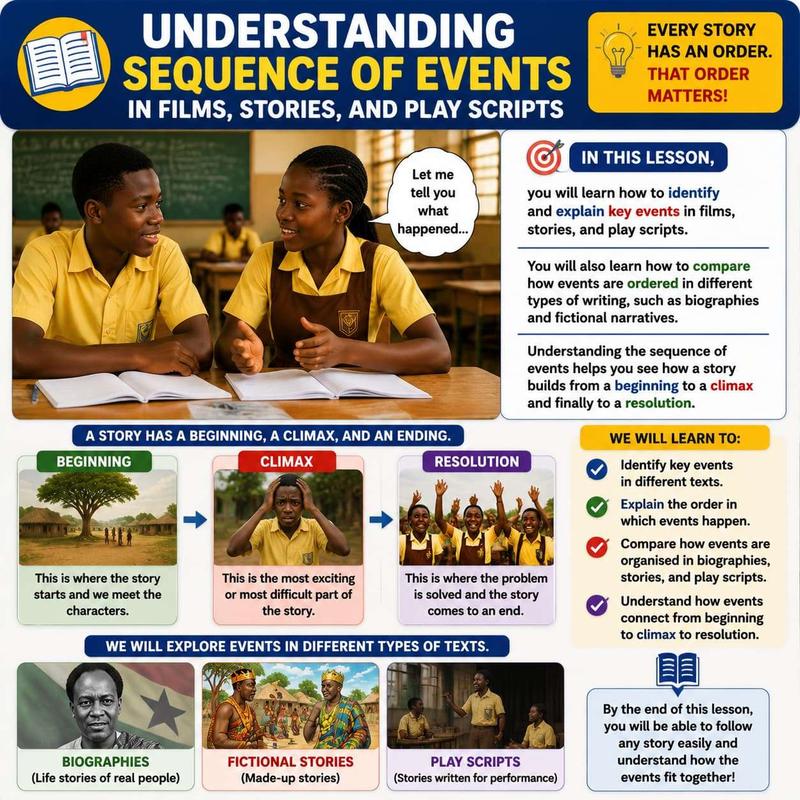 UNDERSTANDING
SEQUENCE OF EVENTS
IN FILMS, STORIES, AND PLAY SCRIPTS
EVERY STORY
HAS AN ORDER.
THAT ORDER
MATTERS!
Let me
tell you
what
happened...
IN THIS LESSON,
you will learn how to identify
and explain key events in films,
stories, and play scripts.
You will also learn how to compare
how events are ordered in different
types of writing, such as biographies
and fictional narratives.
Understanding the sequence of
events helps you see how a story
builds from a beginning to a climax
and finally to a resolution.
A STORY HAS A BEGINNING, A CLIMAX, AND AN ENDING.
BEGINNING
This is where the story
starts and we meet the
characters.
CLIMAX
This is the most exciting
or most difficult part of
the story.
RESOLUTION
This is where the problem
is solved and the story
comes to an end.
WE WILL LEARN TO:
Identify key events
in different texts.
Explain the order in
which events happen.
Compare how events are
organised in biographies,
stories, and play scripts.
Understand how events
connect from beginning
to climax to resolution.
WE WILL EXPLORE EVENTS IN DIFFERENT TYPES OF TEXTS.
BIOGRAPHIES
(Life stories of real people)
FICTIONAL STORIES
(Made-up stories)
PLAY SCRIPTS
(Stories written for performance)
By the end of this lesson,
you will be able to follow
any story easily and
understand how the
events fit together!